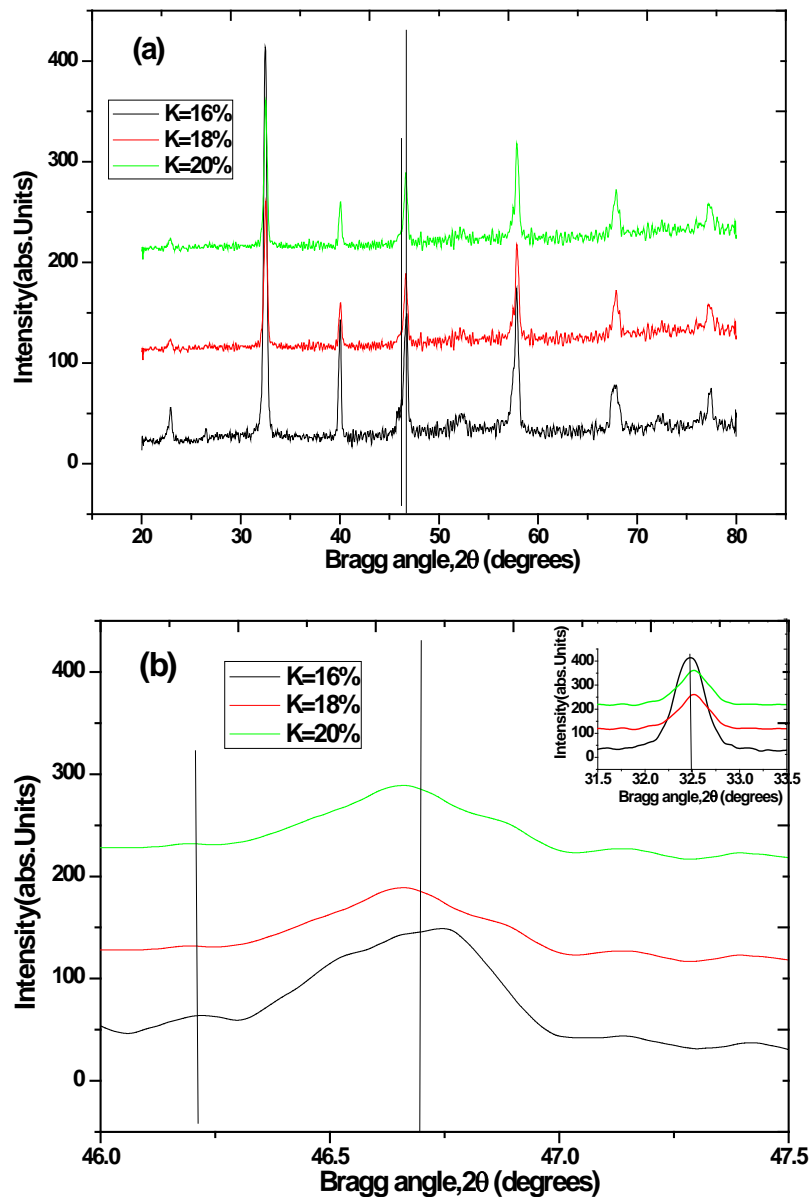 (a)
K=16%
K=18%
K=20%
Intensity(abs.Units)
400
300
200
100
0
20 30 40 50 60 70 80
Bragg angle,2θ (degrees)
(b)
K=16%
K=18%
K=20%
Intensity(abs.Units)
400
300
200
100
0
46.0 46.5 47.0 47.5
Bragg angle,2θ (degrees)
Intensity(abs.Units)
400
300
200
100
0
31.5 32.0 32.5 33.0 33.5
Bragg angle,2θ (degrees)